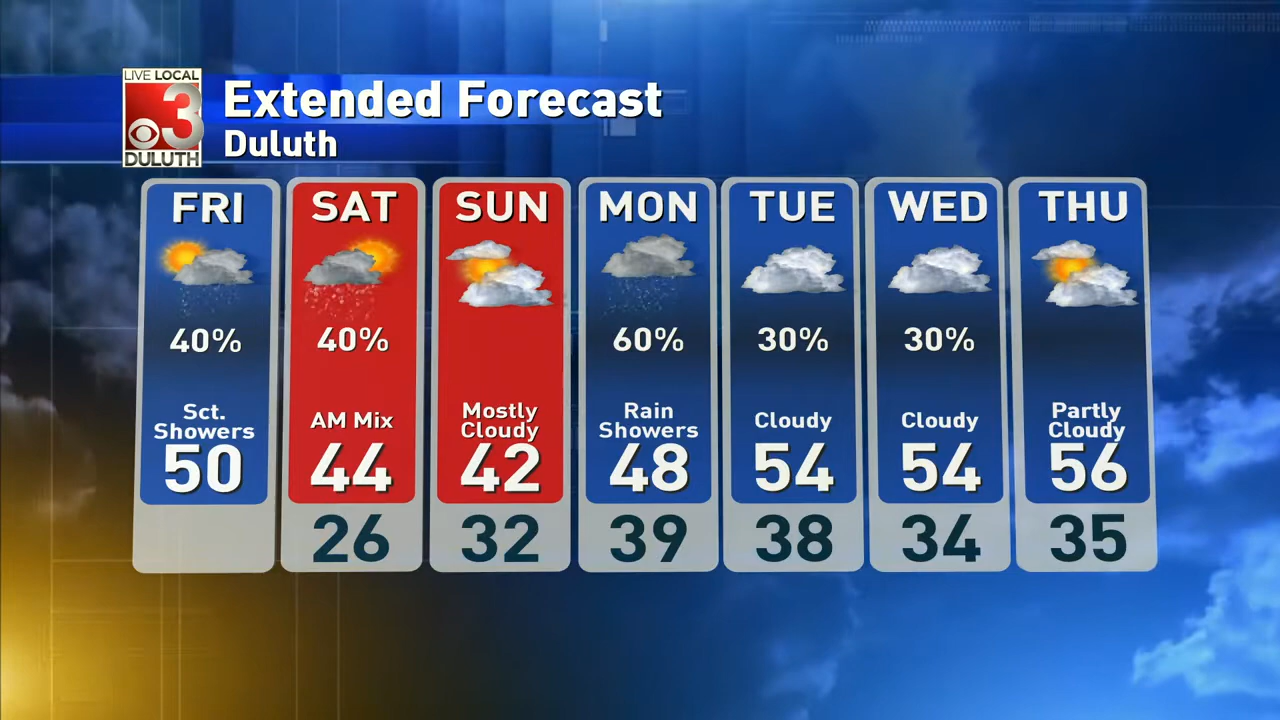 LIVE LOCAL
3
DULUTH
Extended Forecast
Duluth
FRI
40%
Sct.
Showers
50
SAT
40%
AM Mix
44
26
SUN
Mostly
Cloudy
42
32
MON
60%
Rain
Showers
48
39
TUE
30%
Cloudy
54
38
WED
30%
Cloudy
54
34
THU
Partly
Cloudy
56
35